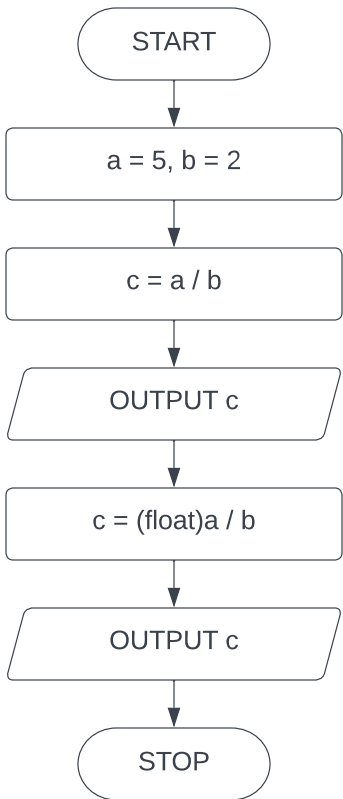 START
a = 5, b = 2
c = a / b
OUTPUT c
c = (float)a / b
OUTPUT c
STOP